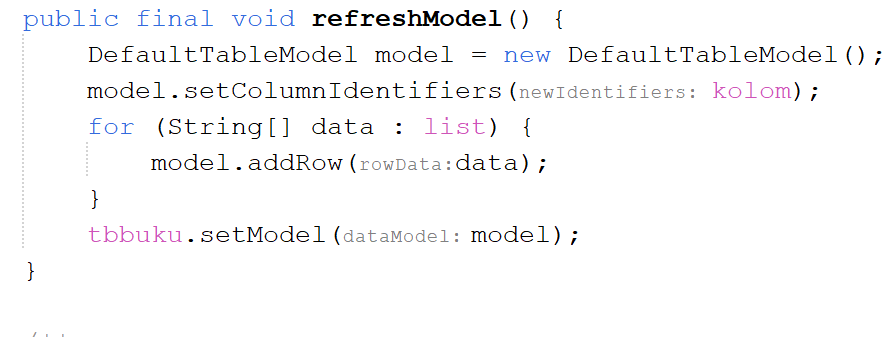 public final void refreshModel() {
    DefaultTableModel model = new DefaultTableModel();
    model.setColumnIdentifiers(newIdentifiers: kolom);
    for (String[] data : list) {
        model.addRow(rowData:data);
    }
    tbbuku.setModel(dataModel: model);
}